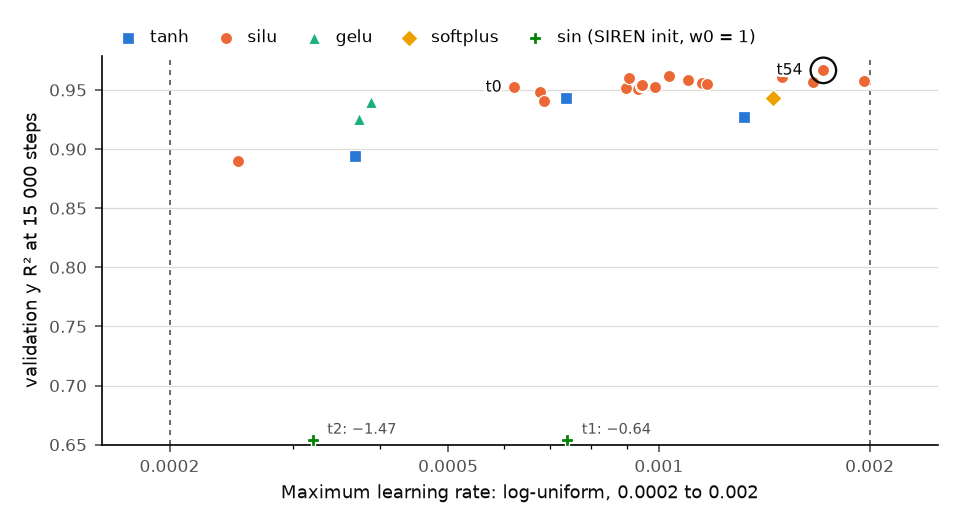 tanh silu gelu softplus sin (SIREN init, w0 = 1)
validation y R² at 15 000 steps
0.95
0.90
0.85
0.80
0.75
0.70
0.65
t0
t54
t2: −1.47
t1: −0.64
0.0002 0.0005 0.001 0.002
Maximum learning rate: log-uniform, 0.0002 to 0.002